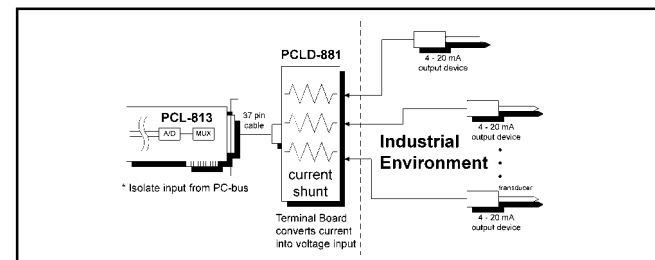 PCLD-881
4 - 20 mA
output device
PCL-813
37 pin
cable
A/D
MUX
4 - 20 mA
output device
Industrial
Environment
* Isolate input from PC-bus
current
shunt
transducer
Terminal Board
converts current
into voltage input
4 - 20 mA
output device